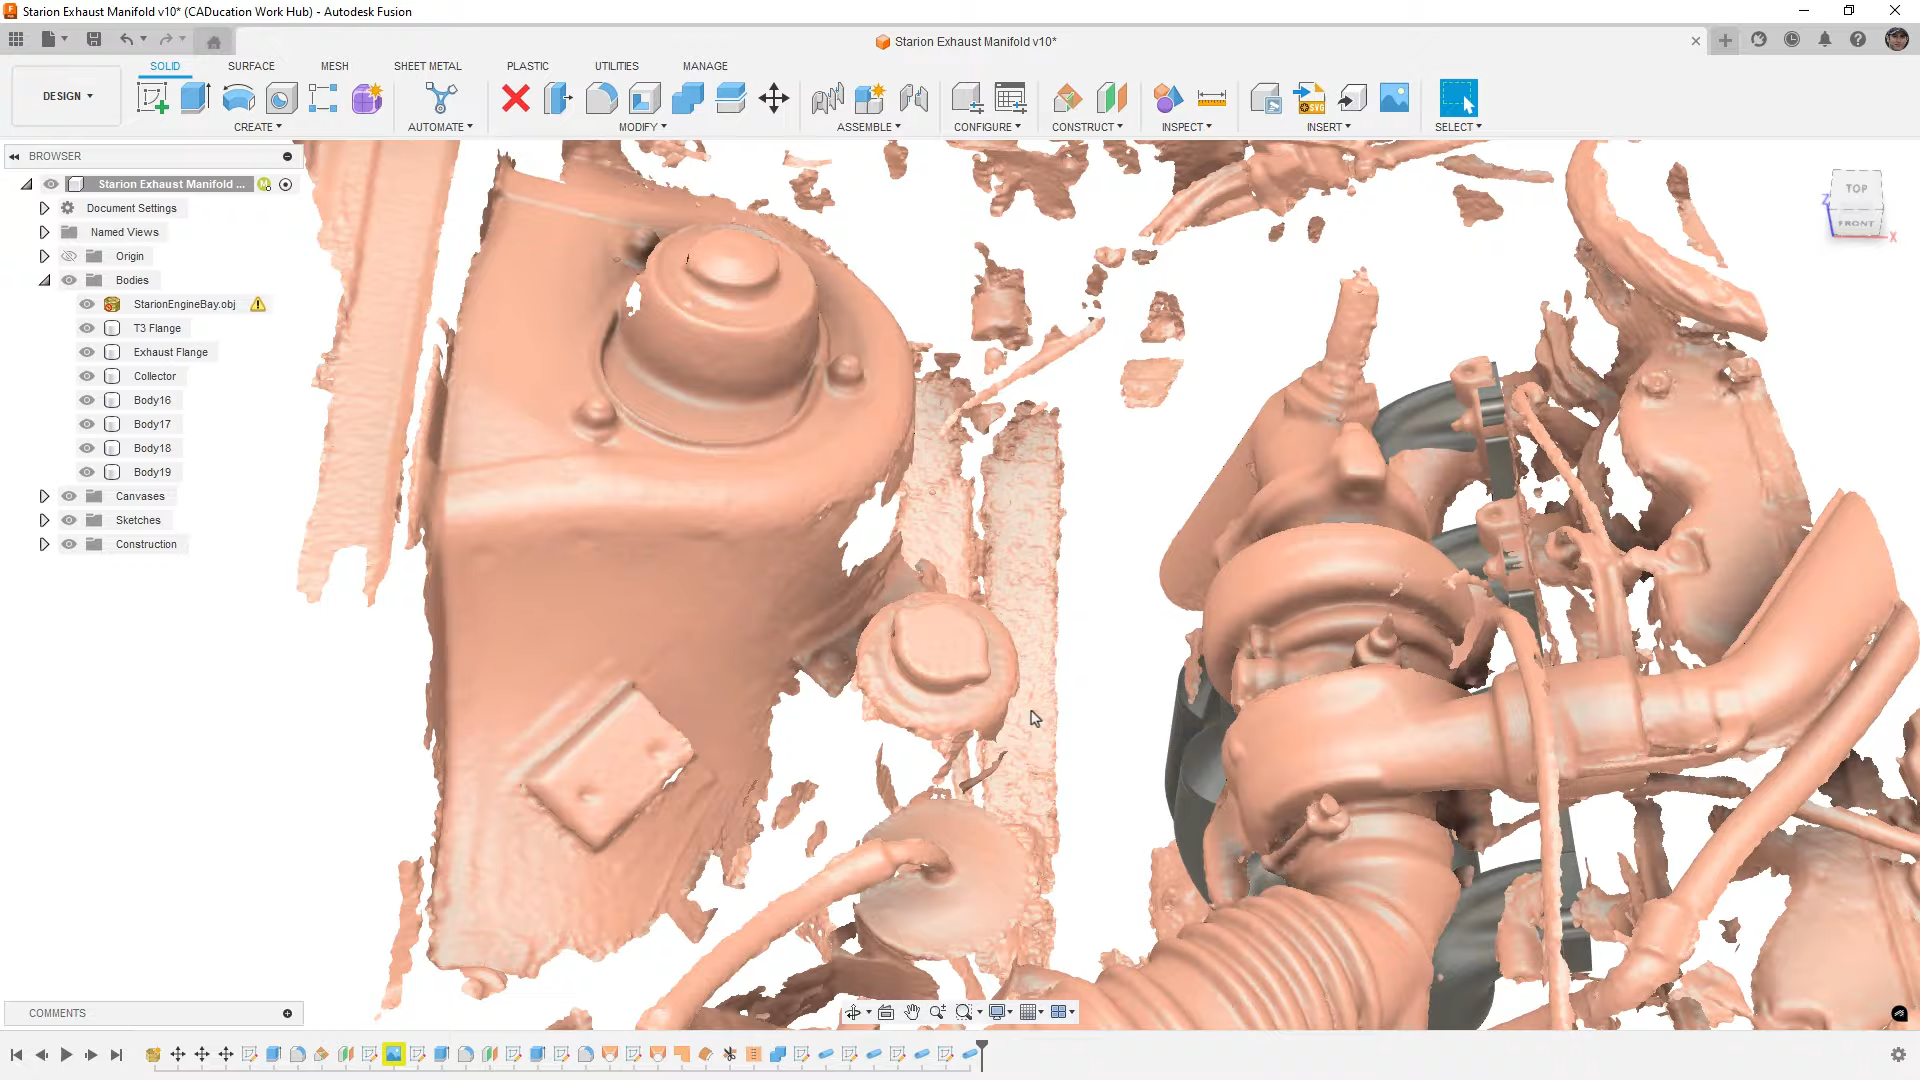 Starion Exhaust Manifold v10* (CADucation Work Hub) - Autodesk Fusion
Starion Exhaust Manifold v10*
DESIGN
SOLID SURFACE MESH SHEET METAL PLASTIC UTILITIES MANAGE
CREATE AUTOMATE MODIFY ASSEMBLE CONFIGURE CONSTRUCT INSPECT INSERT SELECT
SVG
BROWSER
Starion Exhaust Manifold ...
M
Document Settings
Named Views
Origin
Bodies
StarionEngineBay.obj
T3 Flange
Exhaust Flange
Collector
Body16
Body17
Body18
Body19
Canvases
Sketches
Construction
TOP
Z
FRONT
X
COMMENTS